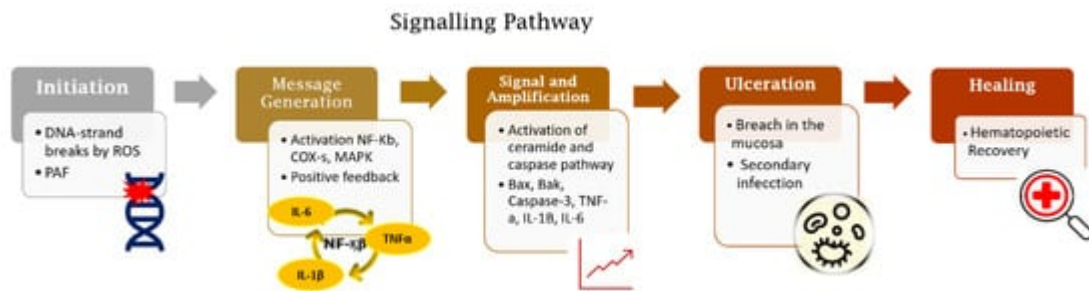 Signalling Pathway
Initiation
• DNA-strand
breaks by ROS
• PAF
Message
Generation
• Activation NF-Kb,
COX-s, MAPK
• Positive feedback
IL-6
TNFα
NF-κβ
IL-1β
Signal and
Amplification
• Activation of
ceramide and
caspase pathway
• Bax, Bak,
Caspase-3, TNF-
a, IL-1B, IL-6
Ulceration
• Breach in the
mucosa
• Secondary
infecction
Healing
• Hematopoietic
Recovery